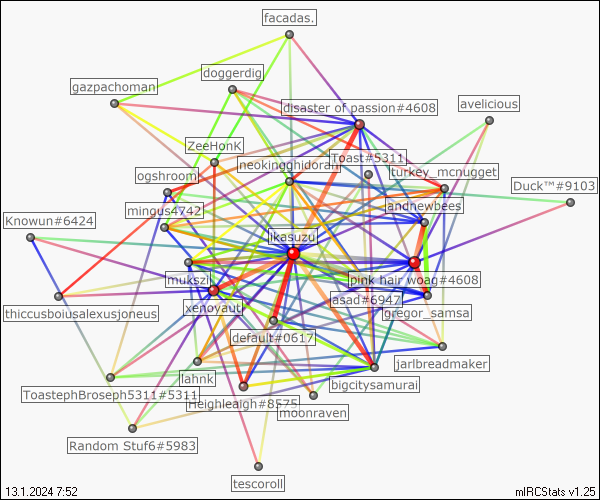 facadas.
doggerdig
gazpachoman
disaster of passion#4608
avelicious
ZeeHonK
neokingghidorah
Toast#5311
ogshroom
turkey_mcnugget
Duck™#9103
mingus4742
andnewbees
Knowun#6424
ikasuzu
mukszi
pink hair woag#4608
thiccusboiusalexusjoneus
xenoyauti
asad#6947
gregor_samsa
default#0617
jarlbreadmaker
lahnk
bigcitysamurai
ToastephBroseph5311#5311
Heighleaigh#8575
moonraven
Random Stuf6#5983
tescoroll
13.1.2024 7:52
mIRCStats v1.25